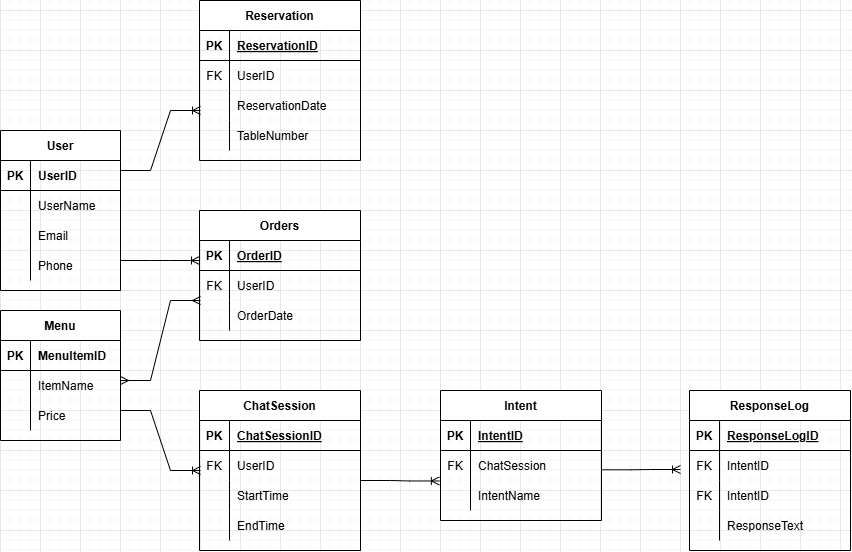 Reservation
PK ReservationID
FK UserID
ReservationDate
TableNumber
User
PK UserID
UserName
Email
Phone
Orders
PK OrderID
FK UserID
OrderDate
Menu
PK MenuItemID
ItemName
Price
ChatSession
PK ChatSessionID
FK UserID
StartTime
EndTime
Intent
PK IntentID
FK ChatSession
IntentName
ResponseLog
PK ResponseLogID
FK IntentID
FK IntentID
ResponseText